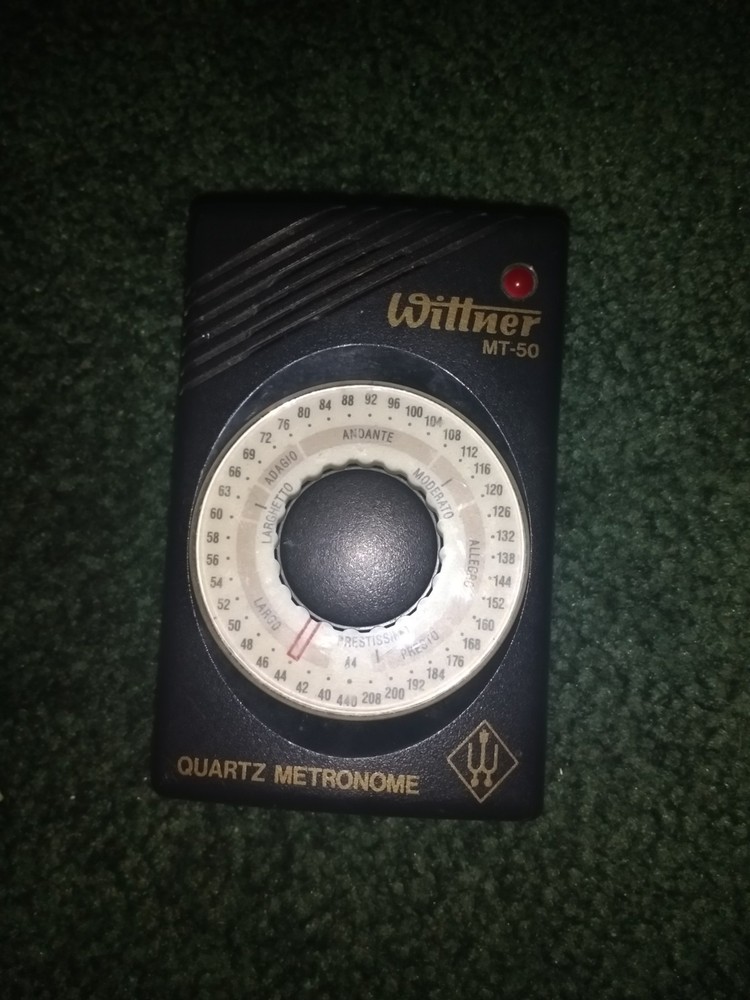 Wittner
MT-50
40 42 44 46 48 50 52 54 56 58 60 63 66 69 72 76 80 84 88 92 96 100 104 108 112 116 120 126 132 138 144 152 160 168 176 184 192 200 208 440
LARGO
LARGHETTO
ADAGIO
ANDANTE
MODERATO
ALLEGRO
PRESTO
QUARTZ METRONOME